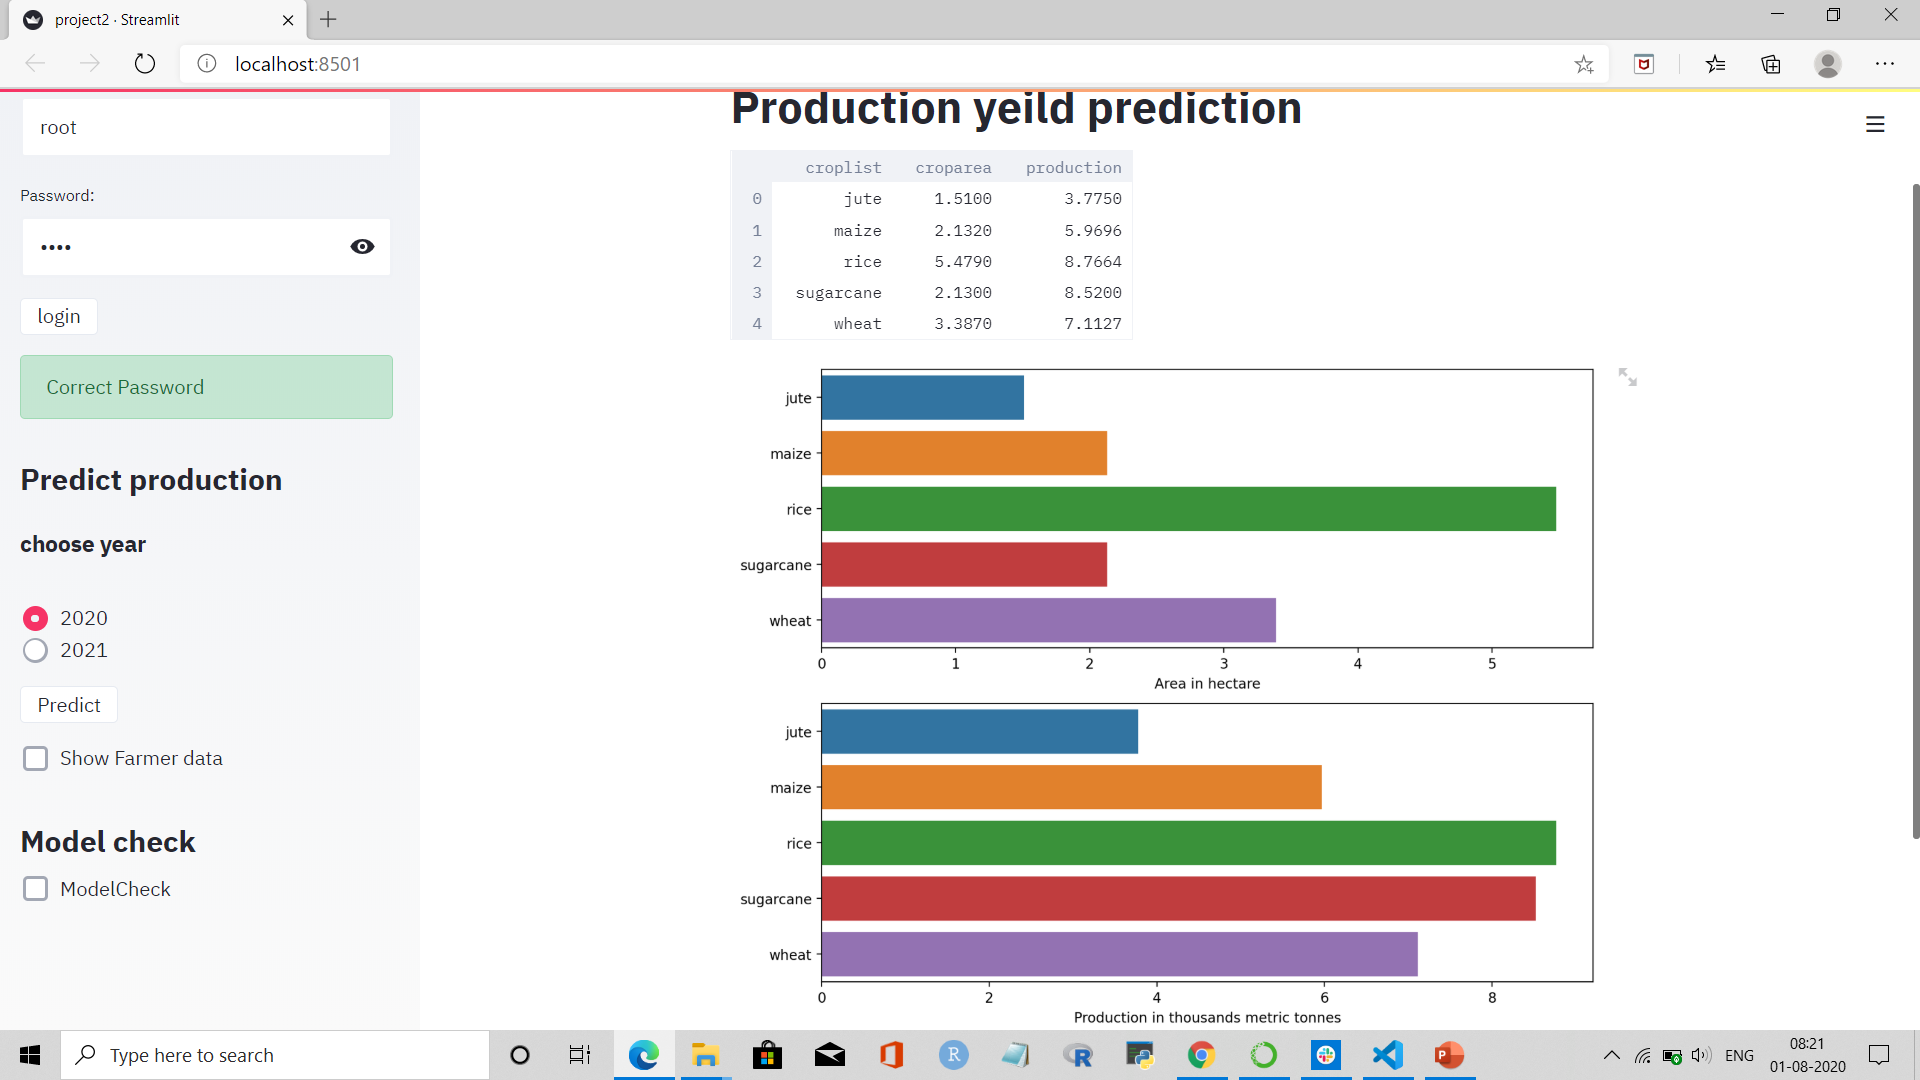 project2 · Streamlit
localhost:8501
root
Password:
••••
login
Correct Password
Predict production
choose year
2020
2021
Predict
Show Farmer data
Model check
ModelCheck
Production yeild prediction
croplist croparea production
0 jute 1.5100 3.7750
1 maize 2.1320 5.9696
2 rice 5.4790 8.7664
3 sugarcane 2.1300 8.5200
4 wheat 3.3870 7.1127
jute
maize
rice
sugarcane
wheat
0 1 2 3 4 5
Area in hectare
jute
maize
rice
sugarcane
wheat
0 2 4 6 8
Production in thousands metric tonnes
Type here to search
R
R
P
ENG
08:21
01-08-2020